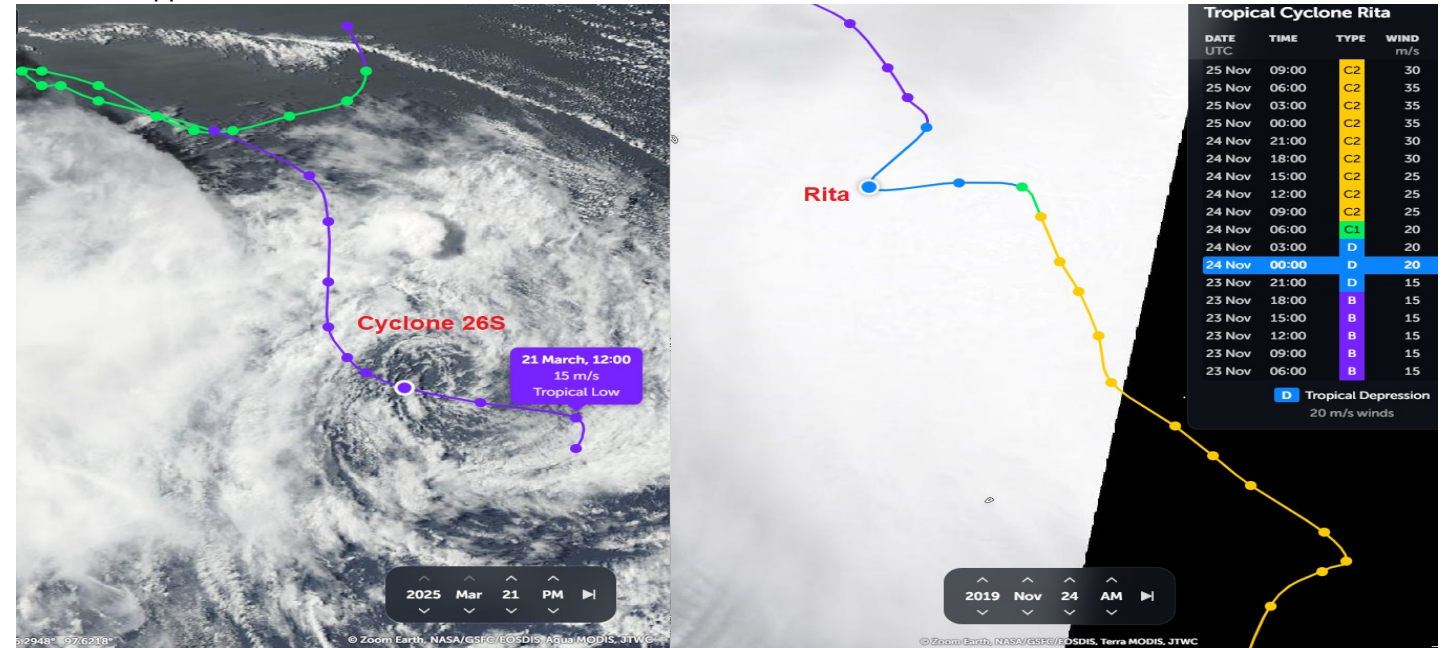 Cyclone 26S
21 March, 12:00
15 m/s
Tropical Low
2025 Mar 21 PM
5.2948° 97.6218°
© Zoom Earth, NASA/GSFC/EOSDIS, Aqua MODIS, JTWC
Rita
2019 Nov 24 AM
© Zoom Earth, NASA/GSFC/EOSDIS, Terra MODIS, JTWC
Tropical Cyclone Rita
DATE TIME TYPE WIND
UTC m/s
25 Nov 09:00 C2 30
25 Nov 06:00 C2 35
25 Nov 03:00 C2 35
25 Nov 00:00 C2 35
24 Nov 21:00 C2 30
24 Nov 18:00 C2 30
24 Nov 15:00 C2 25
24 Nov 12:00 C2 25
24 Nov 09:00 C2 25
24 Nov 06:00 C1 20
24 Nov 03:00 D 20
24 Nov 00:00 D 20
23 Nov 21:00 D 15
23 Nov 18:00 B 15
23 Nov 15:00 B 15
23 Nov 12:00 B 15
23 Nov 09:00 B 15
23 Nov 06:00 B 15
D Tropical Depression
20 m/s winds